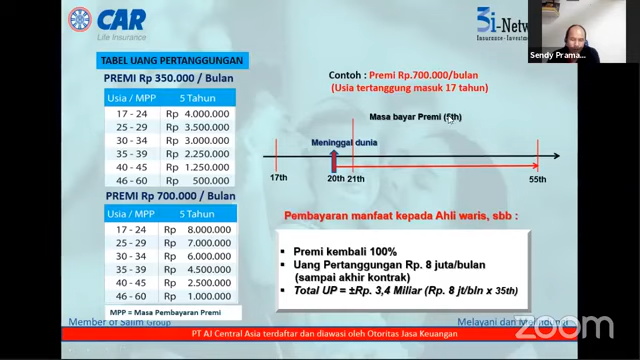 CAR
Life Insurance
3i-Netw
Insurance-Investment
Sendy Prama...
TABEL UANG PERTANGGUNGAN
PREMI Rp 350.000 / Bulan
Usia / MPP 5 Tahun
17 - 24 Rp 4.000.000
25 - 29 Rp 3.500.000
30 - 34 Rp 3.000.000
35 - 39 Rp 2.250.000
40 - 45 Rp 1.250.000
46 - 60 Rp 500.000
PREMI Rp 700.000 / Bulan
Usia / MPP 5 Tahun
17 - 24 Rp 8.000.000
25 - 29 Rp 7.000.000
30 - 34 Rp 6.000.000
35 - 39 Rp 4.500.000
40 - 45 Rp 2.500.000
46 - 60 Rp 1.000.000
MPP = Masa Pembayaran Premi
Contoh : Premi Rp.700.000/bulan
(Usia tertanggung masuk 17 tahun)
Masa bayar Premi (5th)
Meninggal dunia
17th 20th 21th 55th
Pembayaran manfaat kepada Ahli waris, sbb :
▪ Premi kembali 100%
▪ Uang Pertanggungan Rp. 8 juta/bulan
(sampai akhir kontrak)
▪ Total UP = ±Rp. 3,4 Miliar (Rp. 8 jt/bln x 35th)
Member of Salim Group
Melayani dan Melindungi
zoom
PT AJ Central Asia terdaftar dan diawasi oleh Otoritas Jasa Keuangan